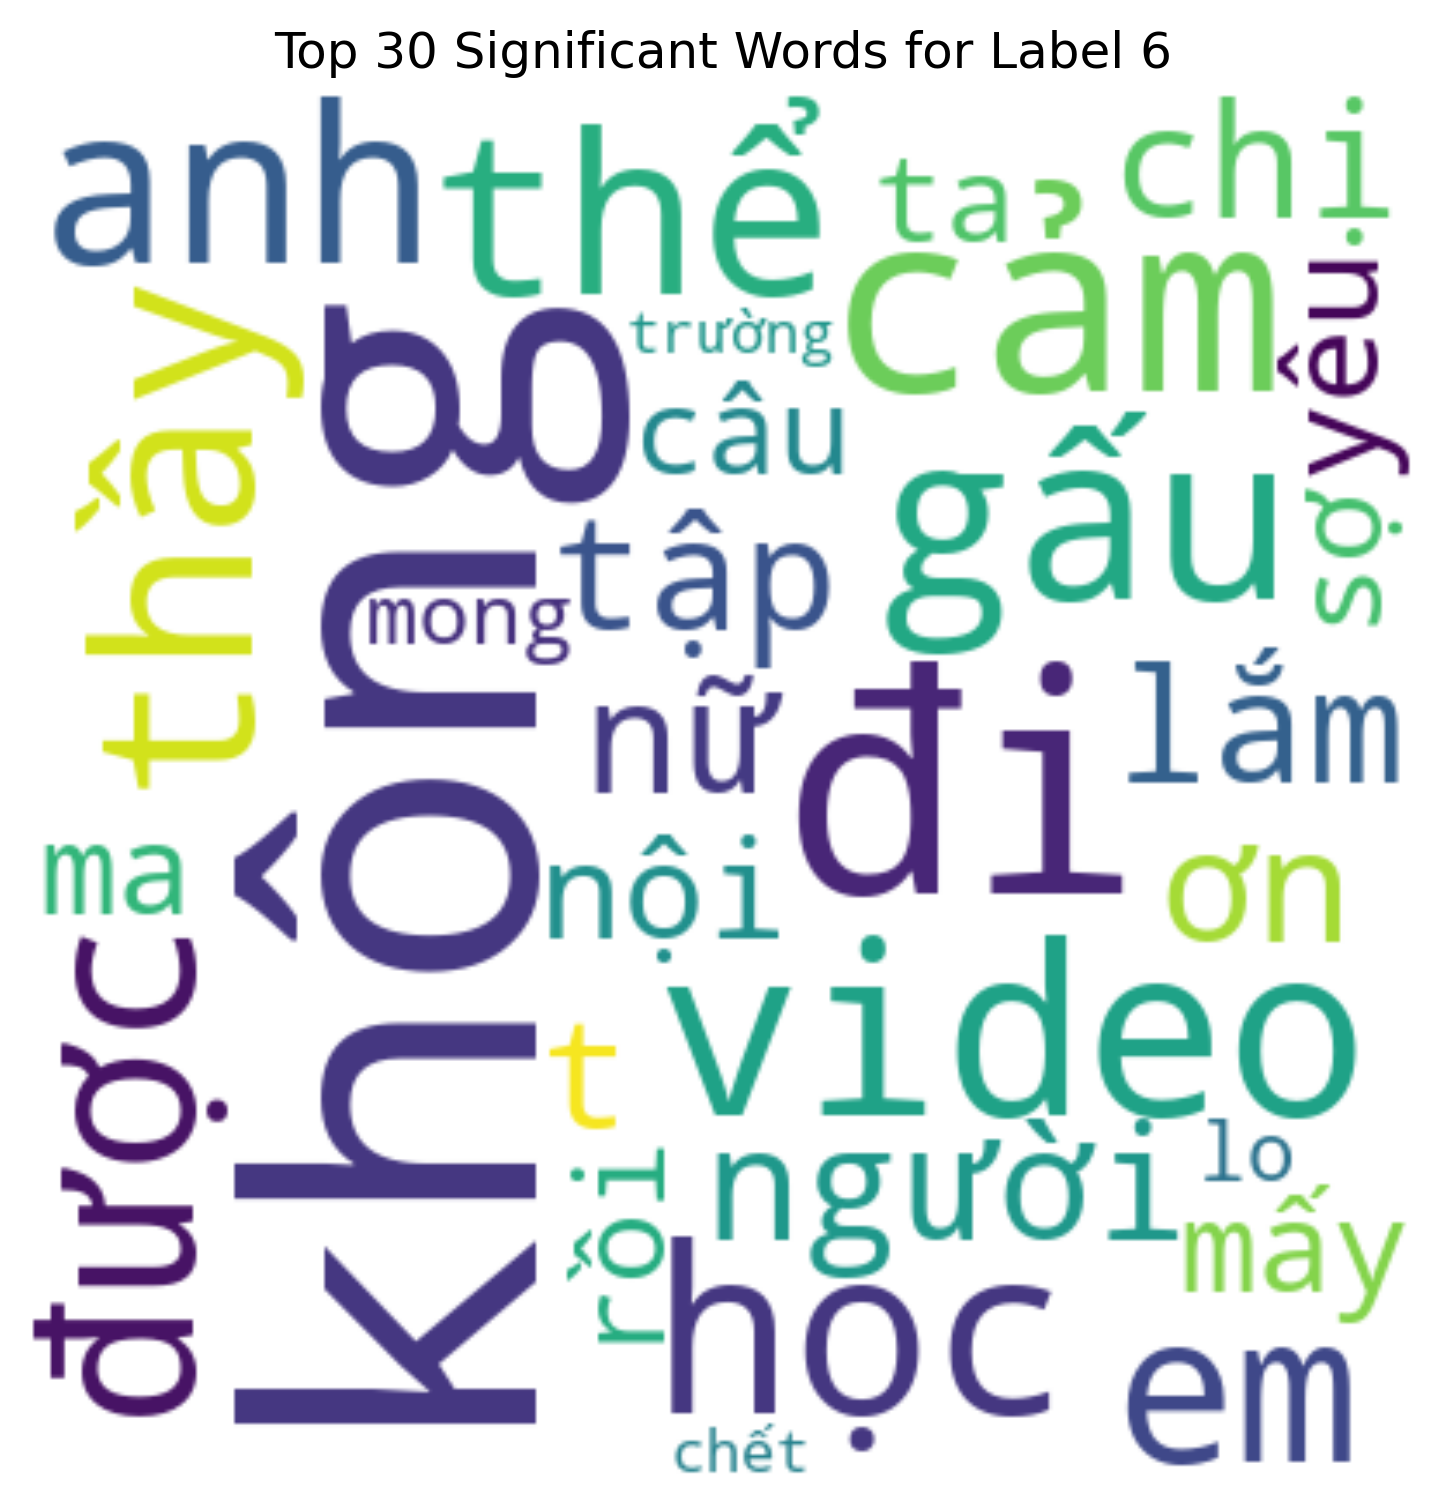 Top 30 Significant Words for Label 6
anh
thể
ta
chị
cảm
yêu
thầy
không
trường
câu
gấu
sợ
tập
mong
nữ
đi
lắm
ma
nội
ơn
được
video
t
người
lo
mấy
rồi
học
em
chết